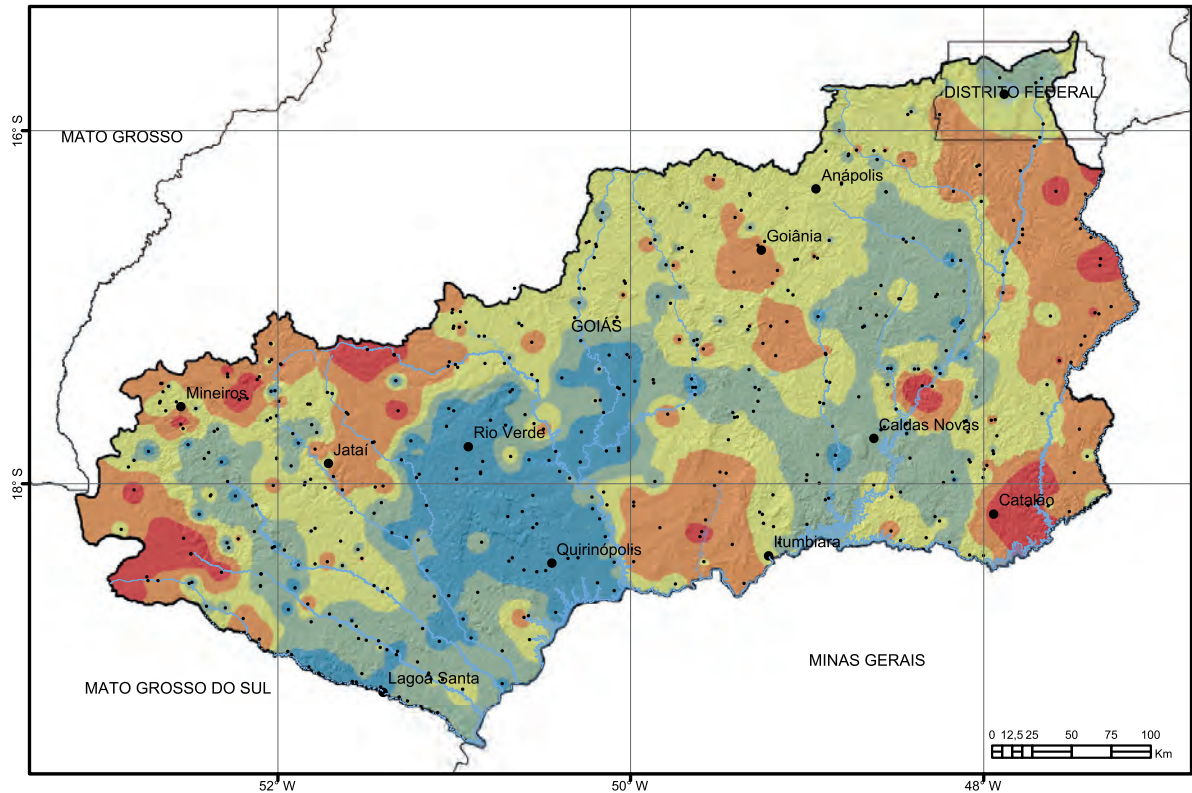 DISTRITO FEDERAL
MATO GROSSO
16° S
Anápolis
Goiânia
GOIÁS
Mineiros
Caldas Novas
Rio Verde
Jataí
18° S
Catalão
Itumbiara
Quirinópolis
MINAS GERAIS
Lagoa Santa
MATO GROSSO DO SUL
0 12,5 25 50 75 100
Km
52° W
50° W
48° W